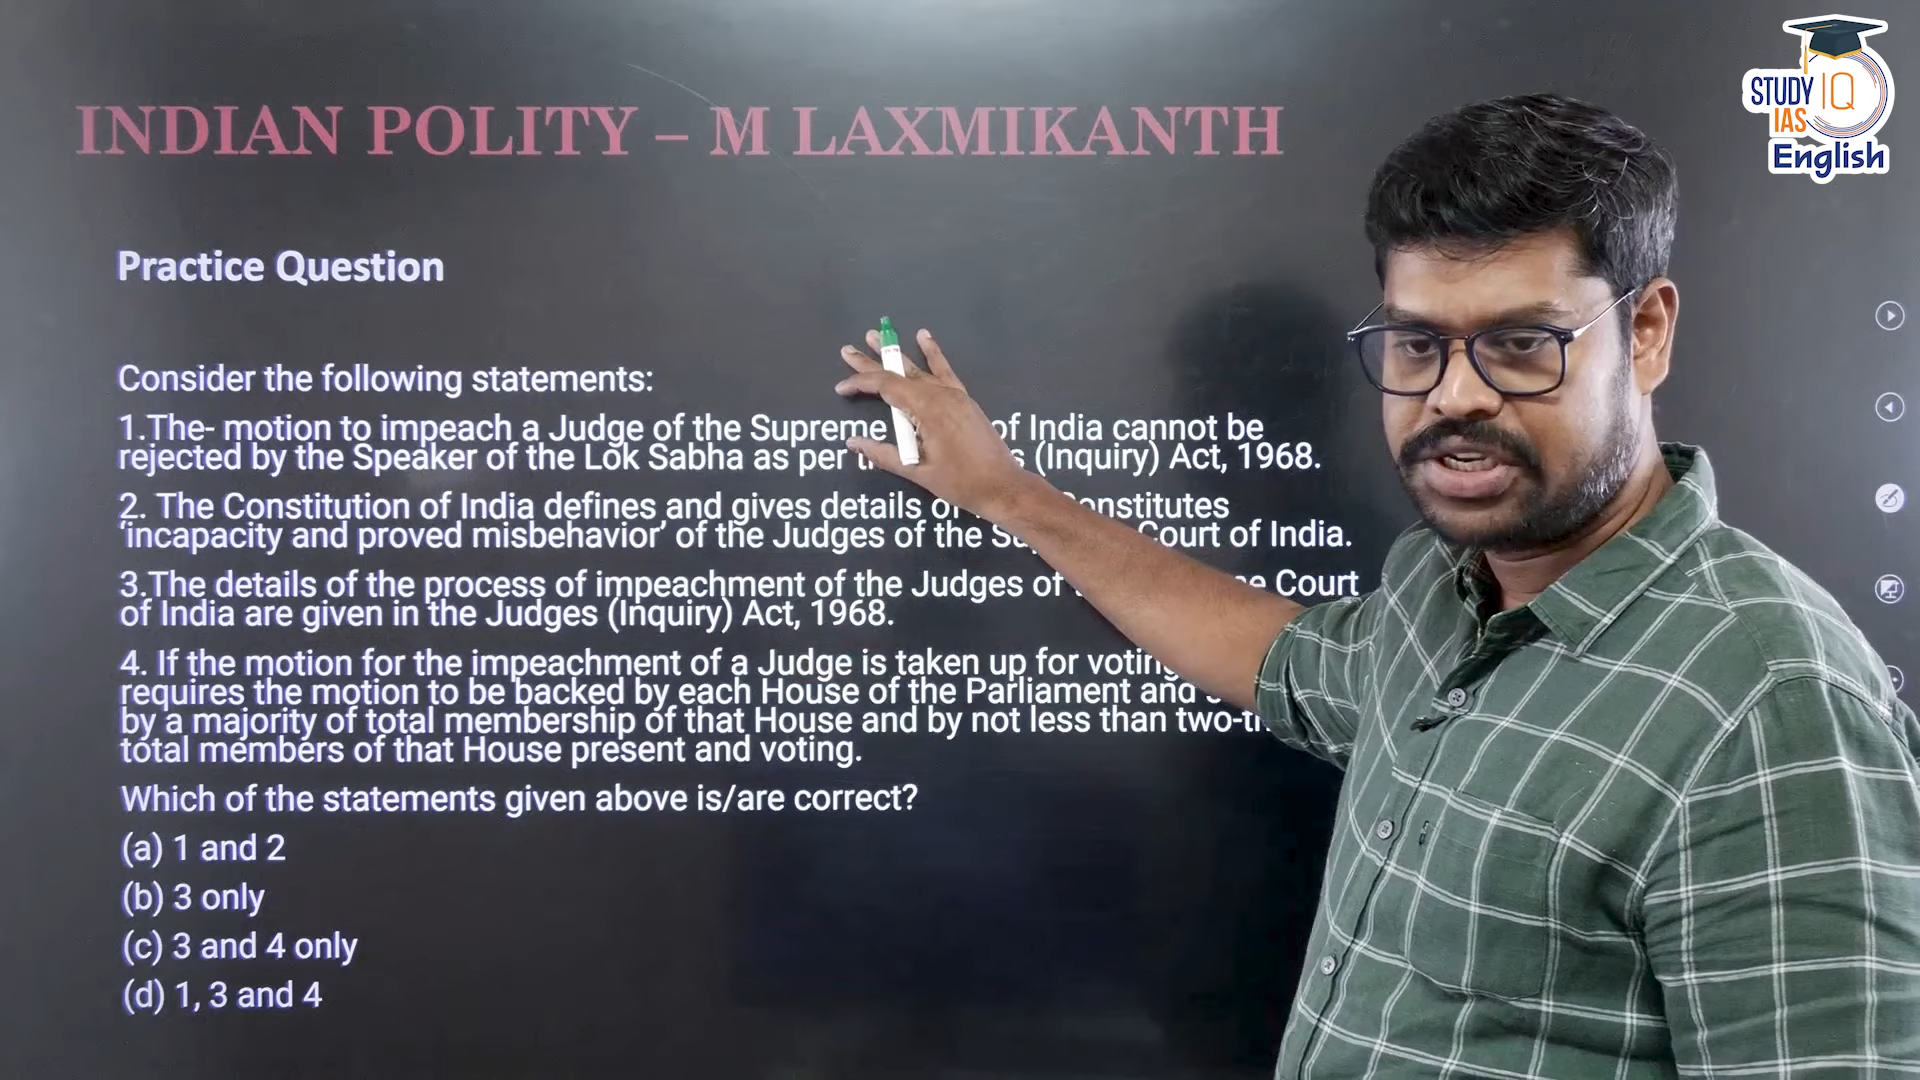 INDIAN POLITY – M LAXMIKANTH
STUDY IQ
IAS
English
Practice Question
Consider the following statements:
1.The- motion to impeach a Judge of the Supreme of India cannot be
rejected by the Speaker of the Lok Sabha as per (Inquiry) Act, 1968.
2. The Constitution of India defines and gives details of
‘incapacity and proved misbehavior’ of the Judges of the Court of India.
3.The details of the process of impeachment of the Judges of Court
of India are given in the Judges (Inquiry) Act, 1968.
4. If the motion for the impeachment of a Judge is taken up for voting
requires the motion to be backed by each House of the Parliament and
by a majority of total membership of that House and by not less than
total members of that House present and voting.
Which of the statements given above is/are correct?
(a) 1 and 2
(b) 3 only
(c) 3 and 4 only
(d) 1, 3 and 4